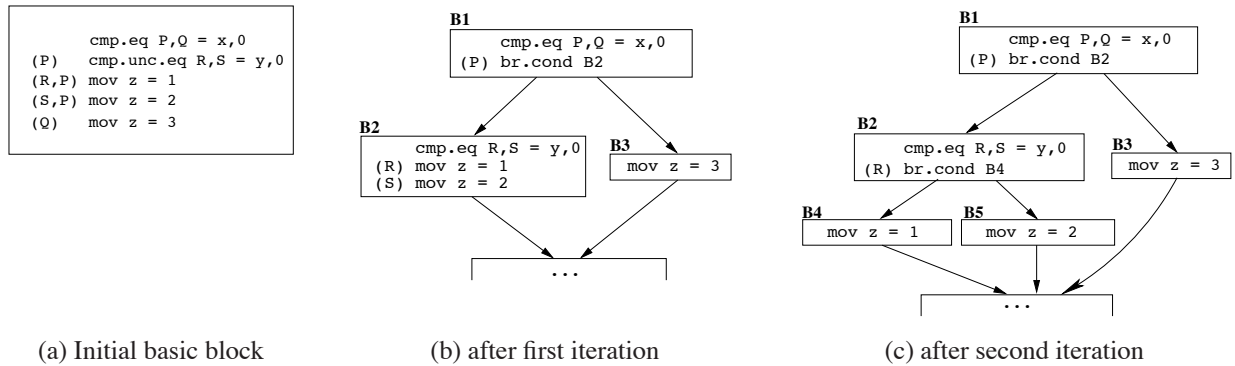 cmp.eq P,Q = x,0
(P) cmp.unc.eq R,S = y,0
(R,P) mov z = 1
(S,P) mov z = 2
(Q) mov z = 3
(a) Initial basic block
B1
cmp.eq P,Q = x,0
(P) br.cond B2
B2
cmp.eq R,S = y,0
(R) mov z = 1
(S) mov z = 2
B3
mov z = 3
...
(b) after first iteration
B1
cmp.eq P,Q = x,0
(P) br.cond B2
B2
cmp.eq R,S = y,0
(R) br.cond B4
B3
mov z = 3
B4
mov z = 1
B5
mov z = 2
...
(c) after second iteration